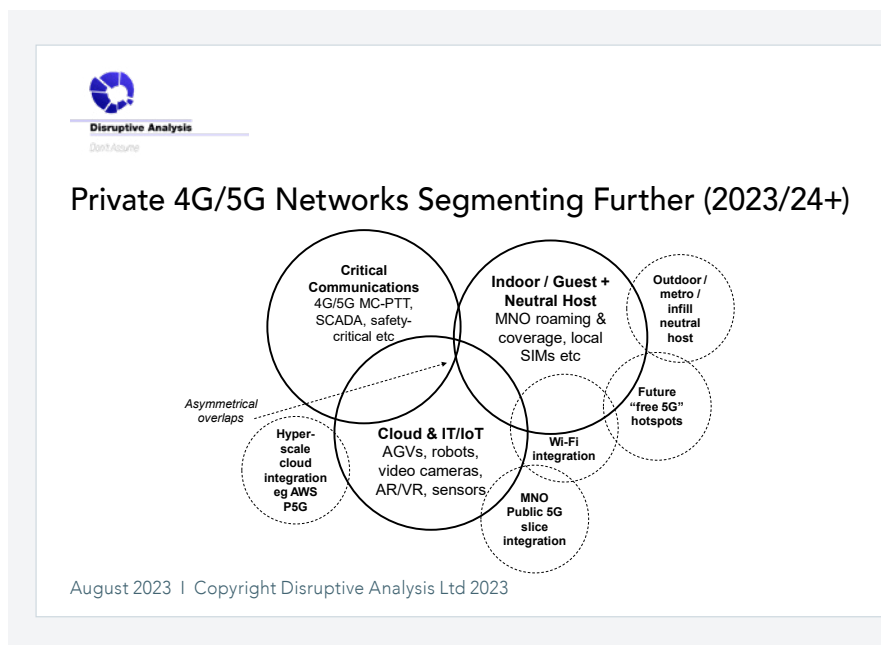 Disruptive Analysis
Don't Assume
Private 4G/5G Networks Segmenting Further (2023/24+)
Critical
Communications
4G/5G MC-PTT,
SCADA, safety-
critical etc
Indoor / Guest +
Neutral Host
MNO roaming &
coverage, local
SIMs etc
Outdoor /
metro /
infill
neutral
host
Asymmetrical
overlaps
Future
“free 5G”
hotspots
Hyper-
scale
cloud
integration
eg AWS
P5G
Cloud & IT/IoT
AGVs, robots,
video cameras,
AR/VR, sensors
Wi-Fi
integration
MNO
Public 5G
slice
integration
August 2023 I Copyright Disruptive Analysis Ltd 2023